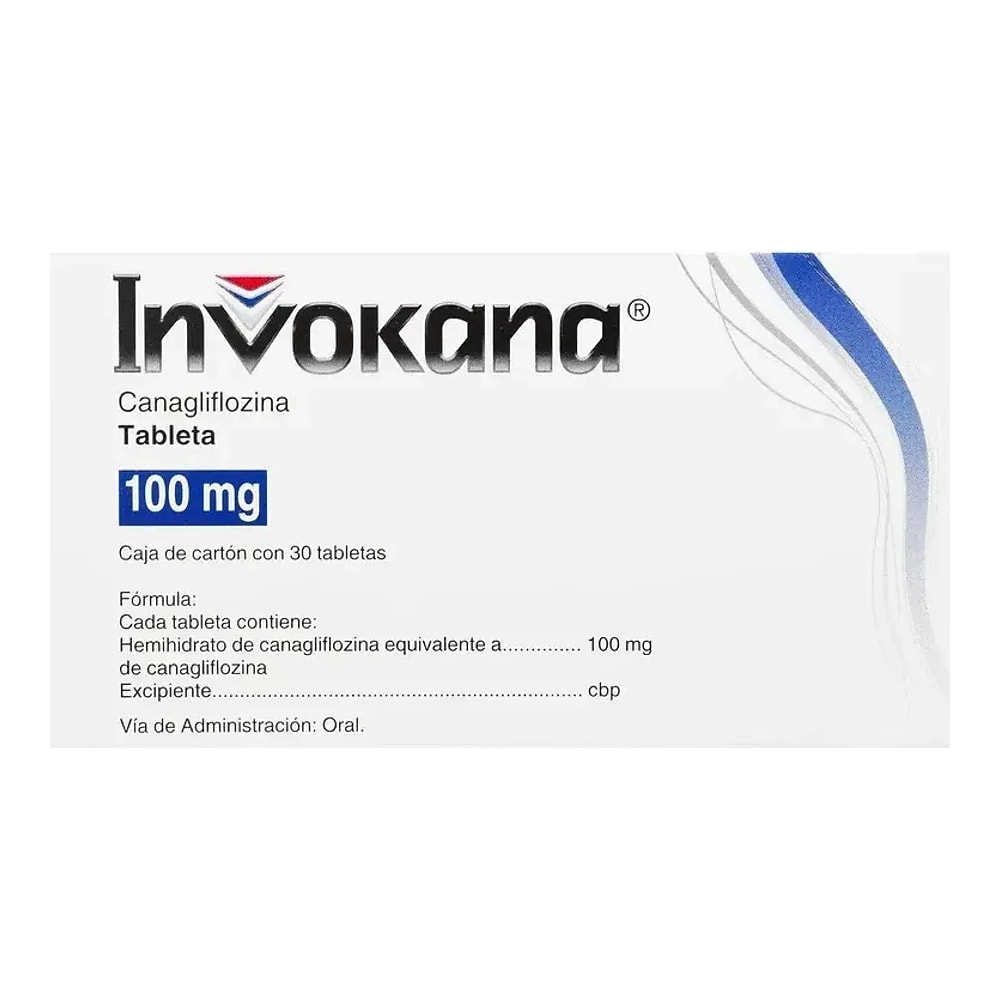 Invokana®
Canagliflozina
Tableta
100 mg
Caja de cartón con 30 tabletas
Fórmula:
Cada tableta contiene:
Hemihidrato de canagliflozina equivalente a.............. 100 mg
de canagliflozina
Excipiente.................................................................. cbp
Vía de Administración: Oral.